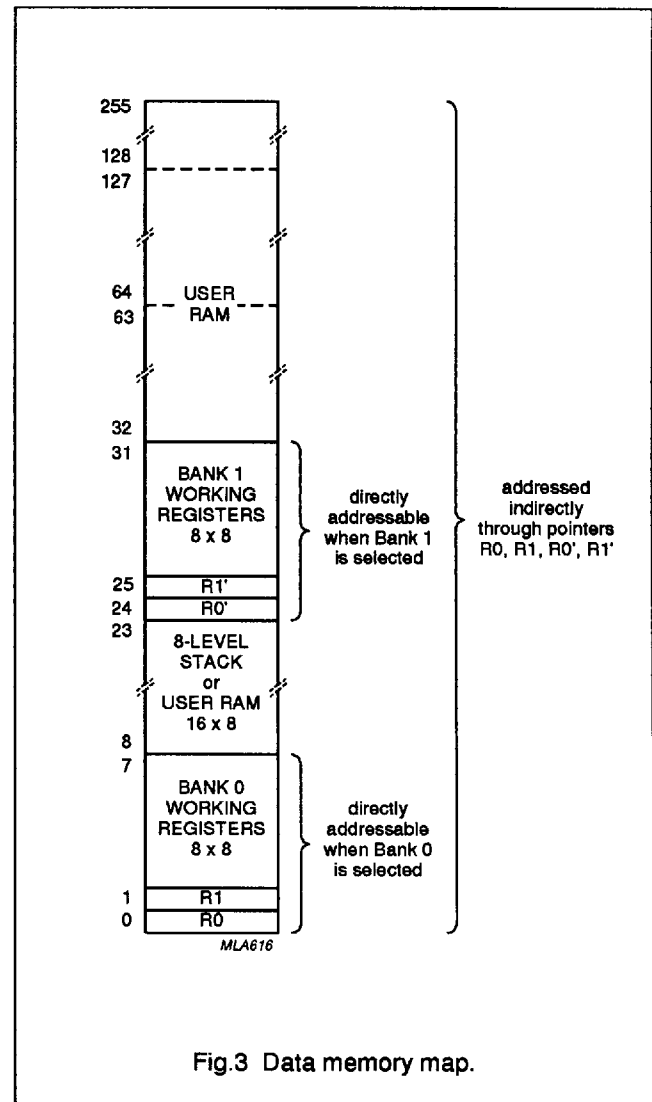 255
128
127
64
63
USER
RAM
32
31
BANK 1
WORKING
REGISTERS
8 x 8
directly
addressable
when Bank 1
is selected
addressed
indirectly
through pointers
R0, R1, R0', R1'
25
R1'
24
R0'
23
8-LEVEL
STACK
or
USER RAM
16 x 8
8
7
BANK 0
WORKING
REGISTERS
8 x 8
directly
addressable
when Bank 0
is selected
1
R1
0
R0
MLA616
Fig.3 Data memory map.